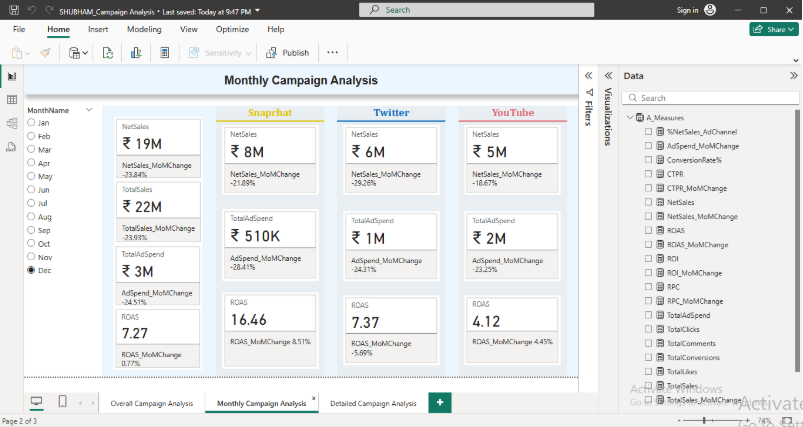 SHUBHAM_Campaign Analysis • Last saved: Today at 9:47 PM
Search
Sign in
File Home Insert Modeling View Optimize Help
Share
Sensitivity
Publish
Monthly Campaign Analysis
MonthName
Jan
Feb
Mar
Apr
May
Jun
Jul
Aug
Sep
Oct
Nov
Dec
NetSales
₹ 19M
NetSales_MoMChange
-23.84%
TotalSales
₹ 22M
TotalSales_MoMChange
-23.93%
TotalAdSpend
₹ 3M
AdSpend_MoMChange
-24.51%
ROAS
7.27
ROAS_MoMChange
0.77%
Snapchat
NetSales
₹ 8M
NetSales_MoMChange
-21.89%
TotalAdSpend
₹ 510K
AdSpend_MoMChange
-28.41%
ROAS
16.46
ROAS_MoMChange 8.51%
Twitter
NetSales
₹ 6M
NetSales_MoMChange
-29.26%
TotalAdSpend
₹ 1M
AdSpend_MoMChange
-24.31%
ROAS
7.37
ROAS_MoMChange
-5.69%
YouTube
NetSales
₹ 5M
NetSales_MoMChange
-18.67%
TotalAdSpend
₹ 2M
AdSpend_MoMChange
-23.25%
ROAS
4.12
ROAS_MoMChange 4.45%
Filters
Visualizations
Data
Search
A_Measures
%NetSales_AdChannel
AdSpend_MoMChange
ConversionRate%
CTPR
CTPR_MoMChange
NetSales
NetSales_MoMChange
ROAS
ROAS_MoMChange
ROI
ROI_MoMChange
RPC
RPC_MoMChange
TotalAdSpend
TotalClicks
TotalComments
TotalConversions
TotalLikes
TotalSales
TotalSales_MoMChange
Activate Windows
Activate
Overall Campaign Analysis
Monthly Campaign Analysis
Detailed Campaign Analysis
Page 2 of 3
74%